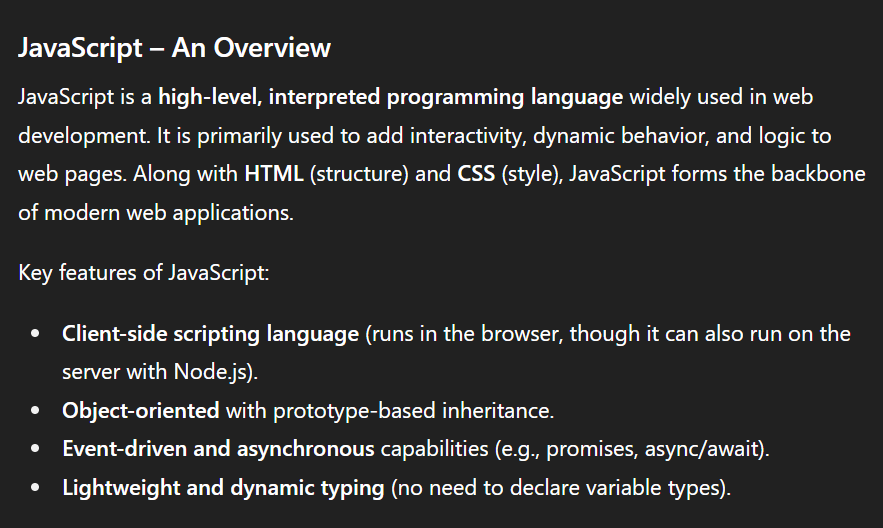 JavaScript – An Overview
JavaScript is a high-level, interpreted programming language widely used in web
development. It is primarily used to add interactivity, dynamic behavior, and logic to
web pages. Along with HTML (structure) and CSS (style), JavaScript forms the backbone
of modern web applications.
Key features of JavaScript:
• Client-side scripting language (runs in the browser, though it can also run on the
server with Node.js).
• Object-oriented with prototype-based inheritance.
• Event-driven and asynchronous capabilities (e.g., promises, async/await).
• Lightweight and dynamic typing (no need to declare variable types).